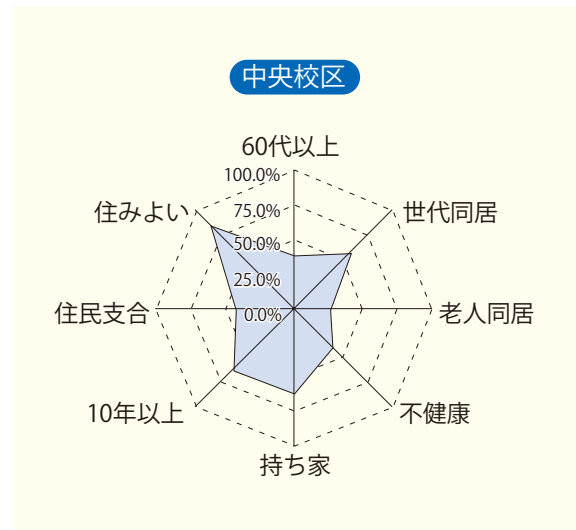 中央校区
60代以上
100.0%
75.0%
50.0%
25.0%
0.0%
住みよい
世代同居
住民支合
老人同居
10年以上
不健康
持ち家